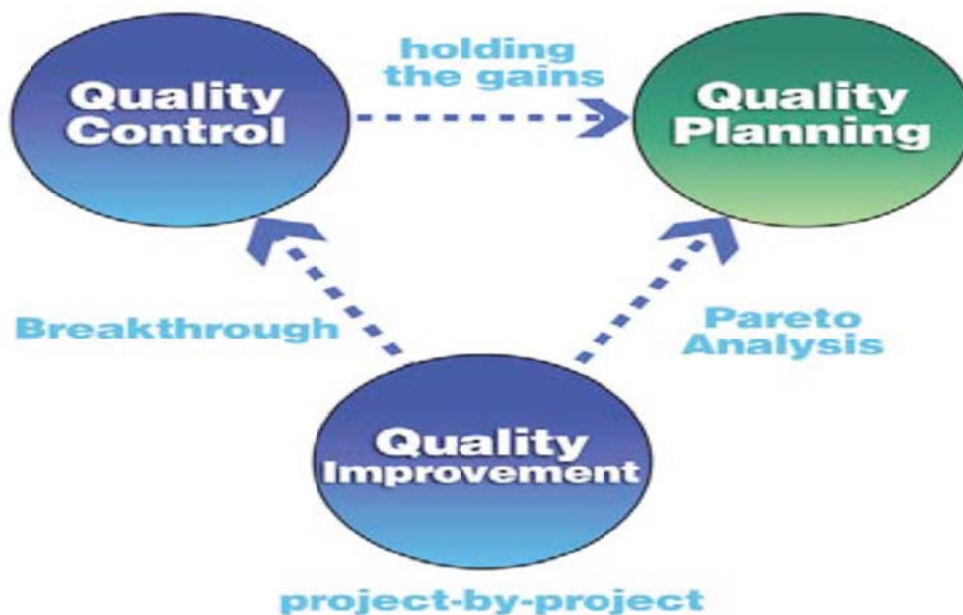 holding
the gains
Quality
Control
Quality
Planning
Breakthrough
Pareto
Analysis
Quality
Improvement
project-by-project